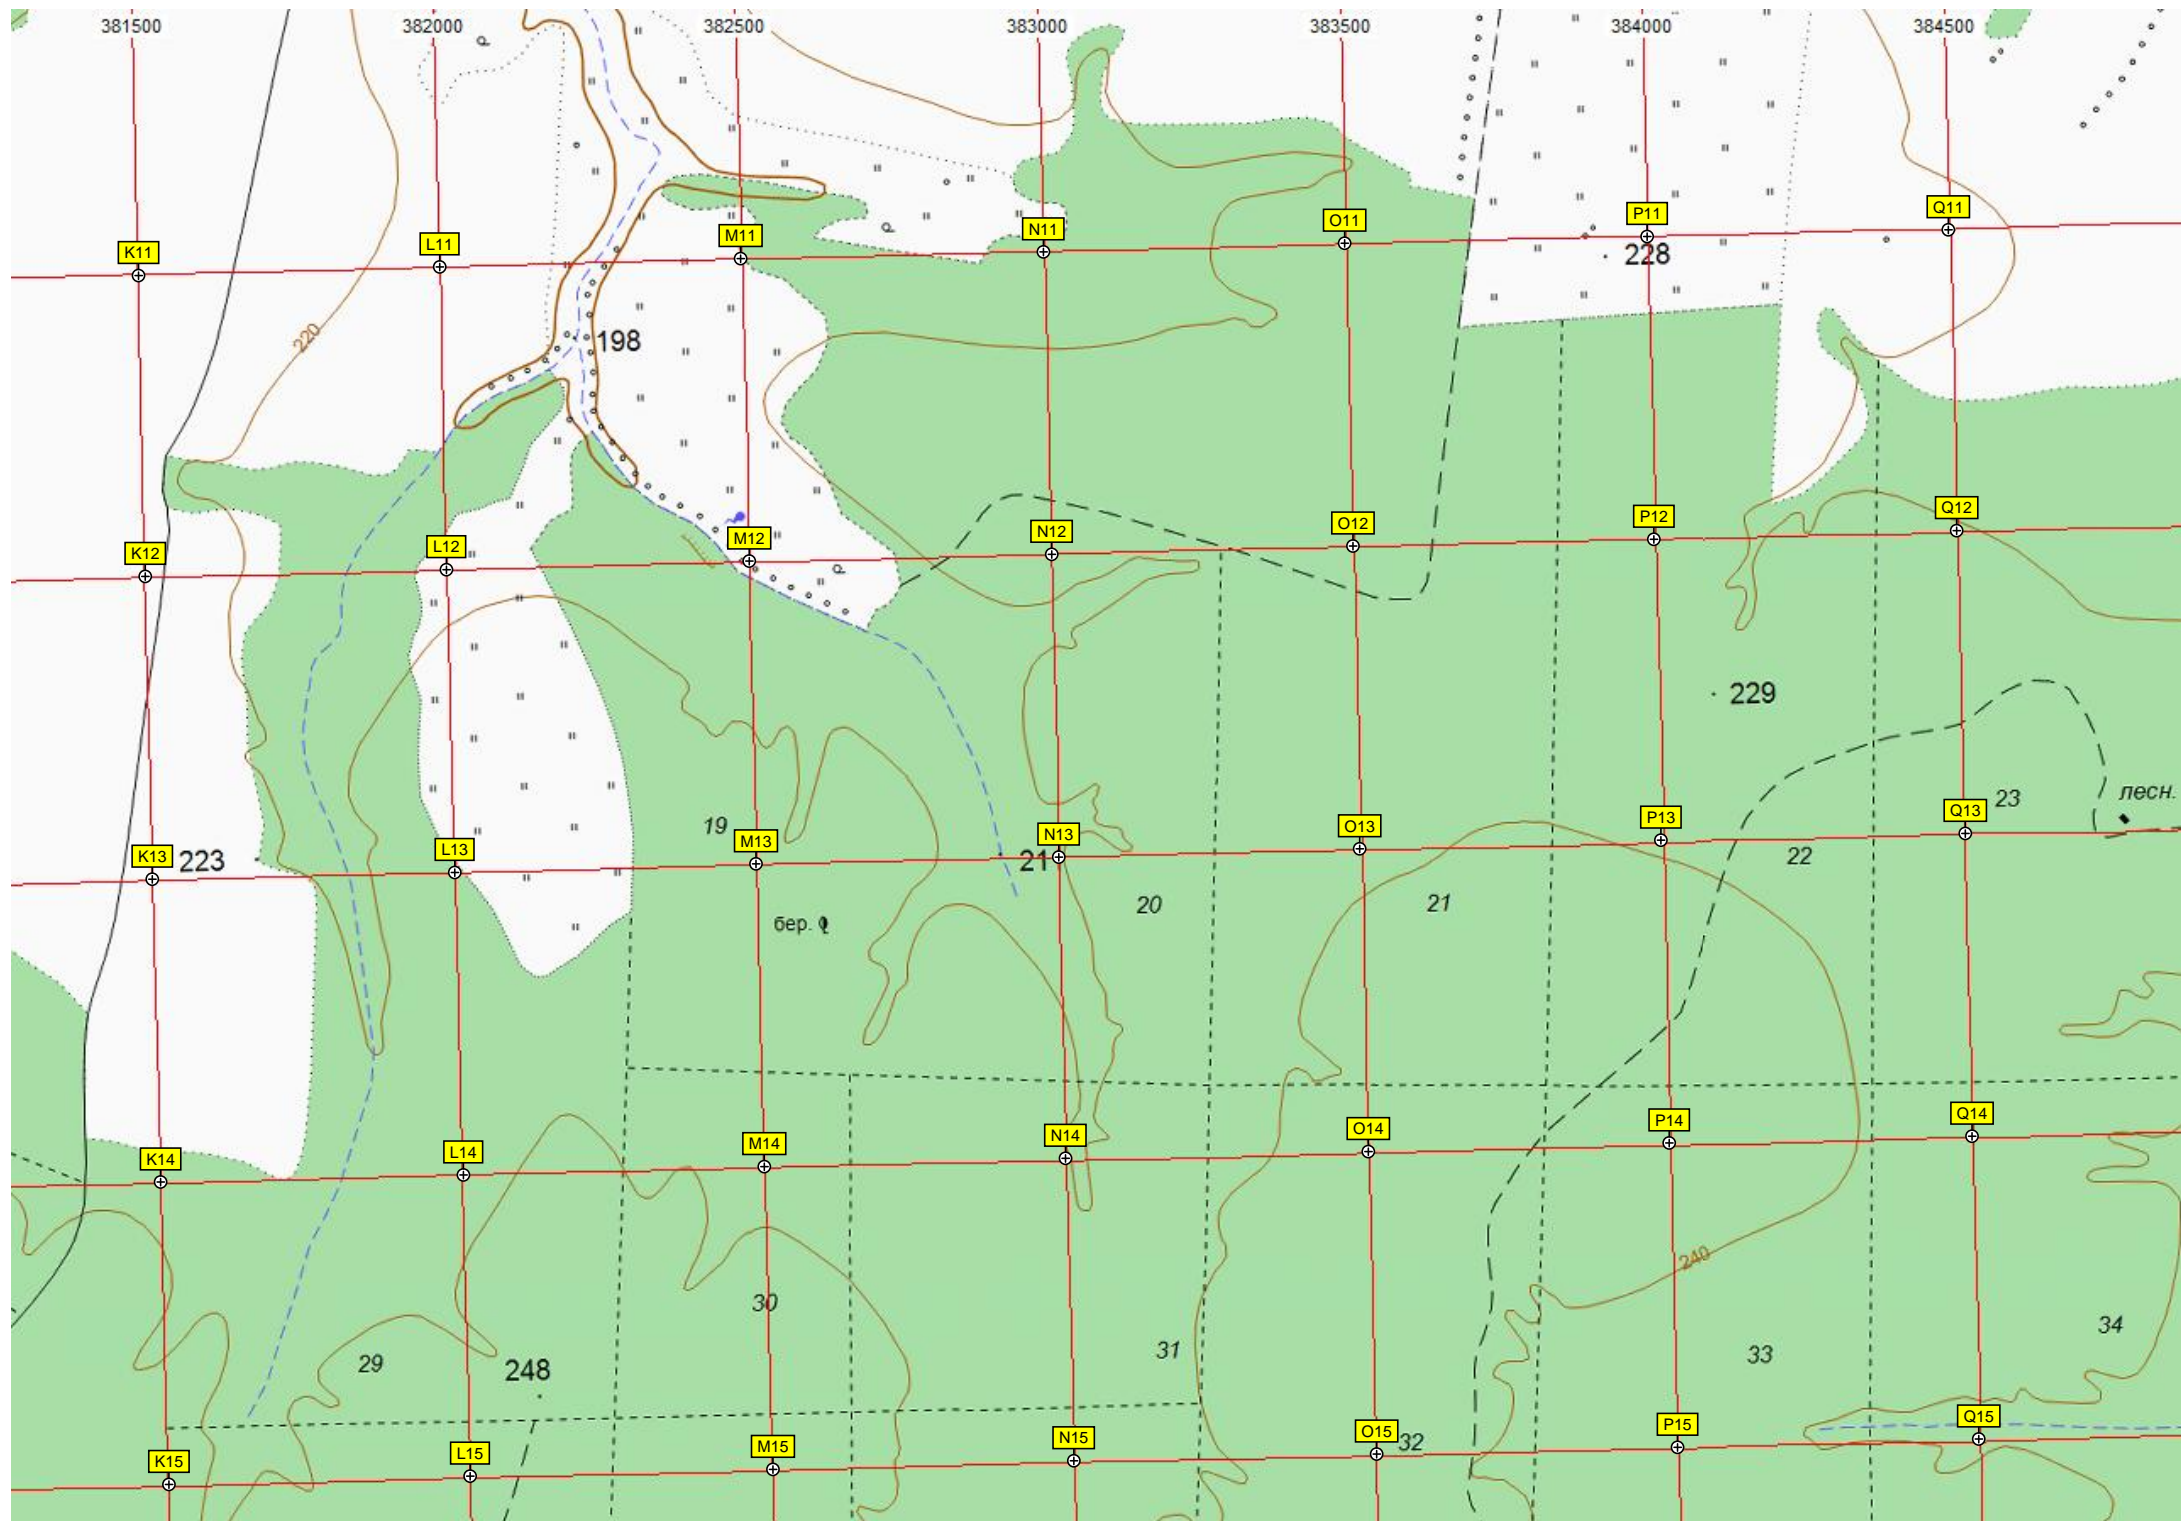 381500 382000 382500 383000 383500 384000 384500
K11 L11 M11 N11 O11 P11 Q11
228
220
198
K12 L12 M12 N12 O12 P12 Q12
229
19 23 лесн.
K13 L13 M13 N13 O13 P13 Q13
223 21 22
20 21
бер.
K14 L14 M14 N14 O14 P14 Q14
240
30
29 248 31 33 34
K15 L15 M15 N15 O15 P15 Q15
32